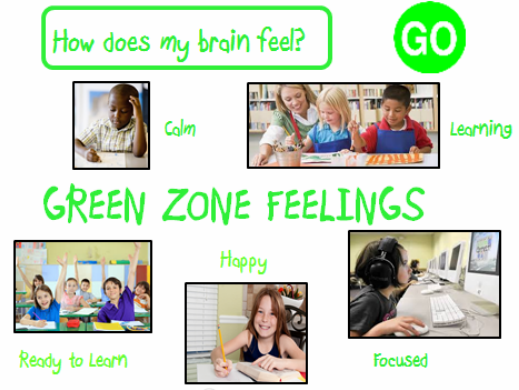 How does my brain feel?
GO
Calm
Learning
GREEN ZONE FEELINGS
Happy
Ready to Learn
Focused